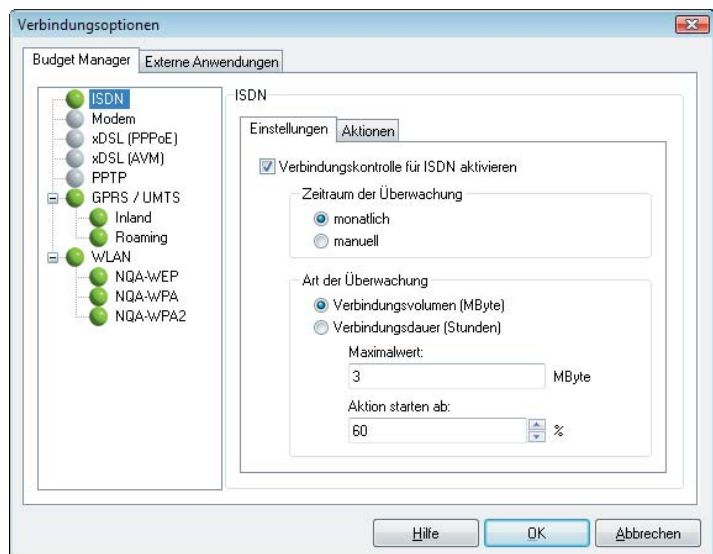 Verbindungsoptionen
Budget Manager
Externe Anwendungen
ISDN
Modem
xDSL (PPPoE)
xDSL (AVM)
PPTP
GPRS / UMTS
Inland
Roaming
WLAN
NQA-WEP
NQA-WPA
NQA-WPA2
ISDN
Einstellungen
Aktionen
Verbindungskontrolle für ISDN aktivieren
Zeitraum der Überwachung
monatlich
manuell
Art der Überwachung
Verbindungsvolumen (MByte)
Verbindungsdauer (Stunden)
Maximalwert:
3 MByte
Aktion starten ab:
60 %
Hilfe
OK
Abbrechen